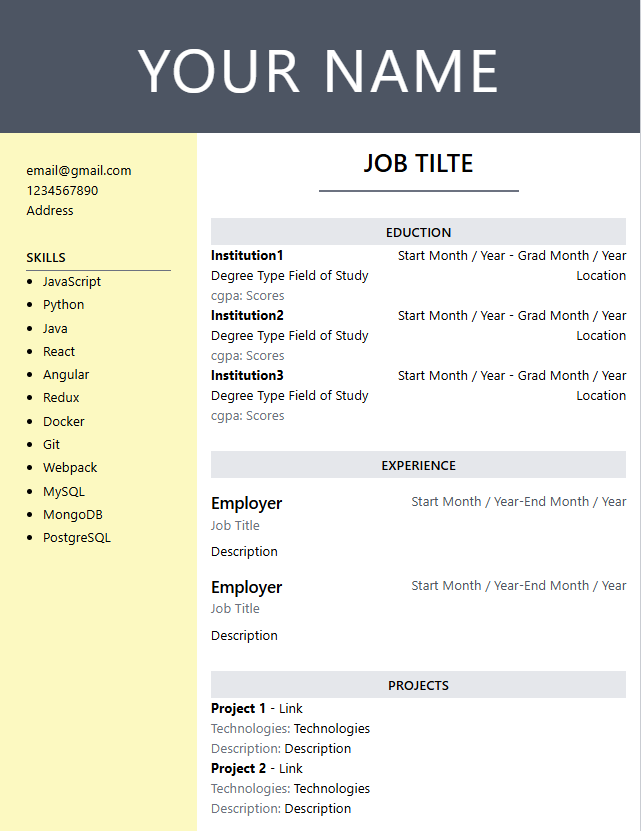 YOUR NAME
email@gmail.com
1234567890
Address
SKILLS
JavaScript
Python
Java
React
Angular
Redux
Docker
Git
Webpack
MySQL
MongoDB
PostgreSQL
JOB TILTE
EDUCTION
Institution1 Start Month / Year - Grad Month / Year
Degree Type Field of Study Location
cgpa: Scores
Institution2 Start Month / Year - Grad Month / Year
Degree Type Field of Study Location
cgpa: Scores
Institution3 Start Month / Year - Grad Month / Year
Degree Type Field of Study Location
cgpa: Scores
EXPERIENCE
Employer Start Month / Year-End Month / Year
Job Title
Description
Employer Start Month / Year-End Month / Year
Job Title
Description
PROJECTS
Project 1 - Link
Technologies: Technologies
Description: Description
Project 2 - Link
Technologies: Technologies
Description: Description